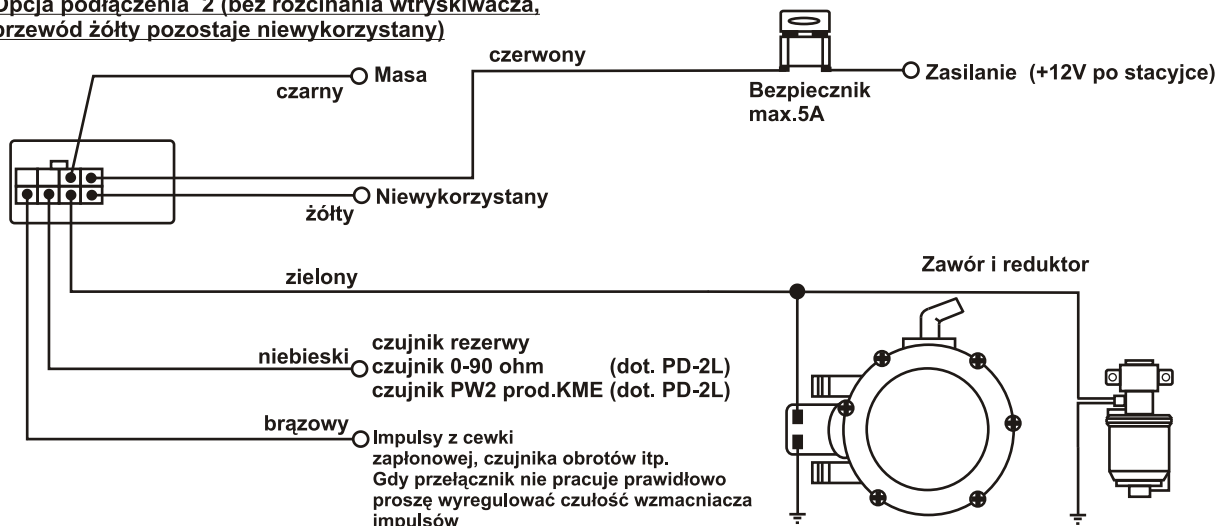 Opcja podłączenia 2 (bez rozcinania wtryskiwacza,
przewód żółty pozostaje niewykorzystany)
czerwony
Masa
czarny
Zasilanie (+12V po stacyjce)
Bezpiecznik
max.5A
Niewykorzystany
żółty
Zawór i reduktor
zielony
czujnik rezerwy
niebieski
czujnik 0-90 ohm (dot. PD-2L)
czujnik PW2 prod.KME (dot. PD-2L)
brązowy
Impulsy z cewki
zapłonowej, czujnika obrotów itp.
Gdy przełącznik nie pracuje prawidłowo
proszę wyregulować czułość wzmacniacza
impulsów